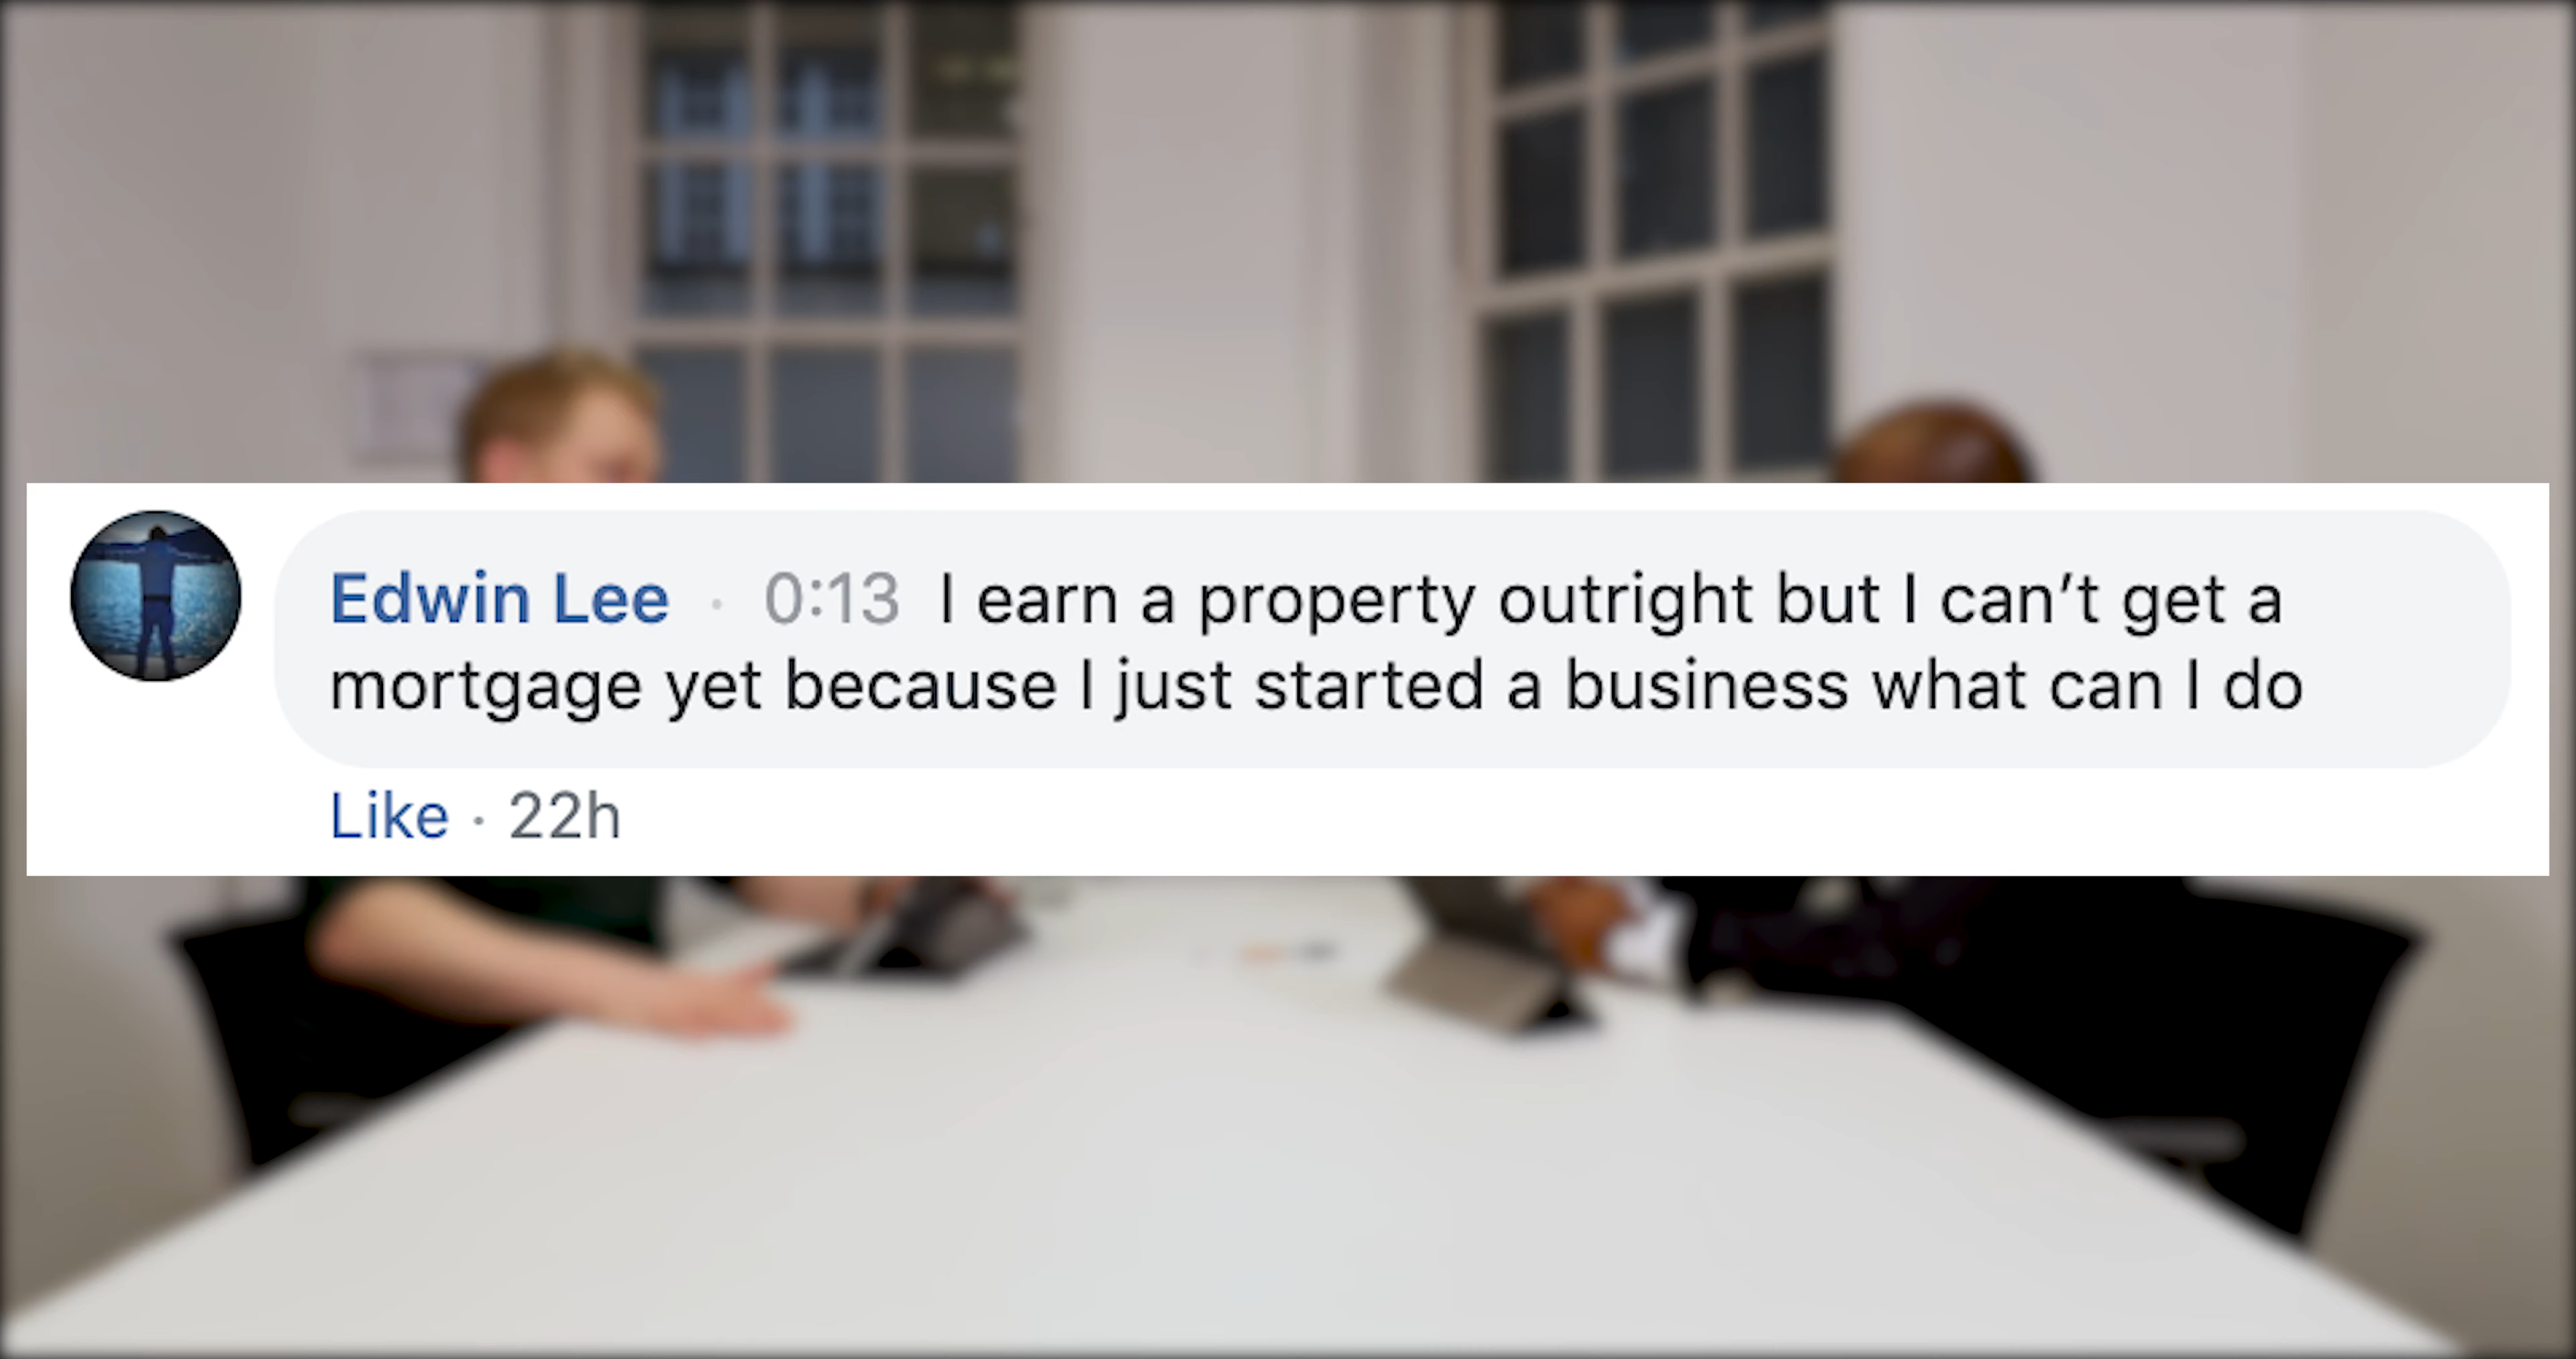 Edwin Lee · 0:13 I earn a property outright but I can’t get a
mortgage yet because I just started a business what can I do
Like · 22h